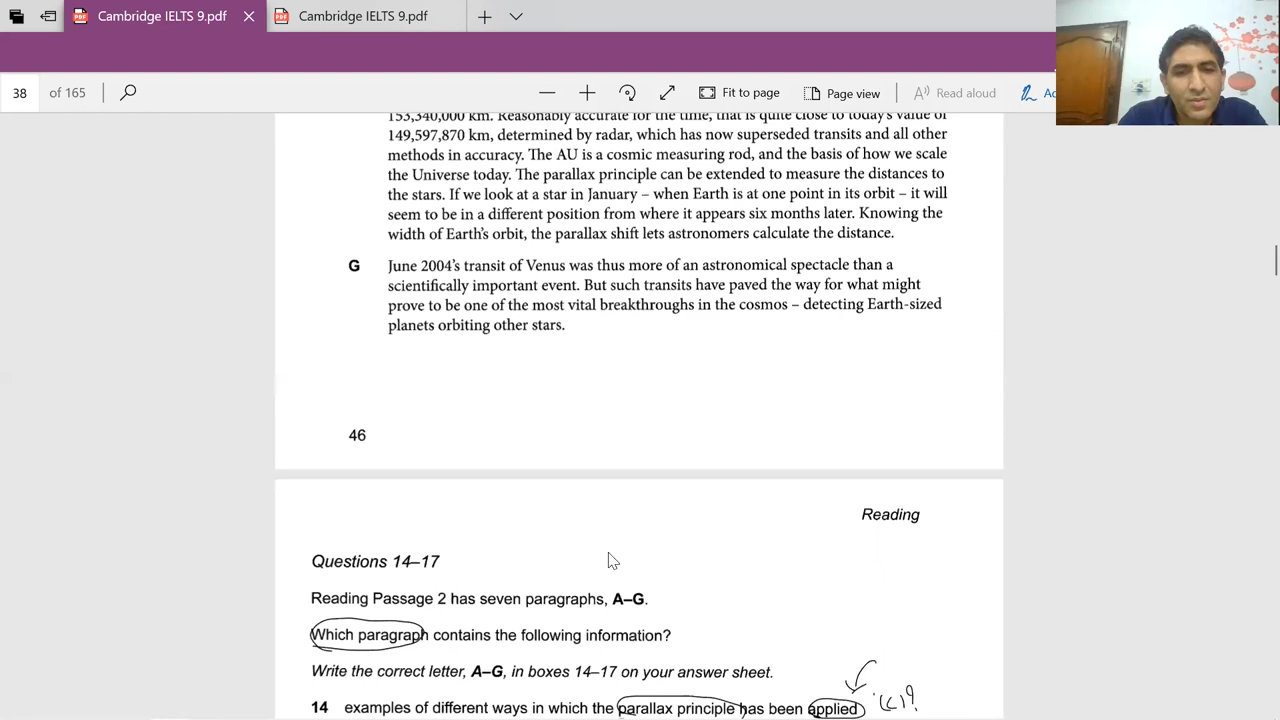 Cambridge IELTS 9.pdf
Cambridge IELTS 9.pdf
38 of 165
Fit to page
Page view
Read aloud
153,340,000 km. Reasonably accurate for the time, that is quite close to today's value of
149,597,870 km, determined by radar, which has now superseded transits and all other
methods in accuracy. The AU is a cosmic measuring rod, and the basis of how we scale
the Universe today. The parallax principle can be extended to measure the distances to
the stars. If we look at a star in January – when Earth is at one point in its orbit – it will
seem to be in a different position from where it appears six months later. Knowing the
width of Earth's orbit, the parallax shift lets astronomers calculate the distance.
G June 2004's transit of Venus was thus more of an astronomical spectacle than a
scientifically important event. But such transits have paved the way for what might
prove to be one of the most vital breakthroughs in the cosmos – detecting Earth-sized
planets orbiting other stars.
46
Reading
Questions 14–17
Reading Passage 2 has seven paragraphs, A–G.
Which paragraph contains the following information?
Write the correct letter, A–G, in boxes 14–17 on your answer sheet.
14 examples of different ways in which the parallax principle has been applied